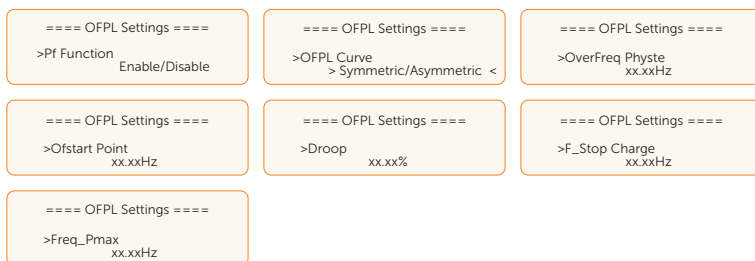 ==== OFPL Settings ====
>Pf Function
Enable/Disable
==== OFPL Settings ====
>OFPL Curve
> Symmetric/Asymmetric <
==== OFPL Settings ====
>OverFreq Physte
xx.xxHz
==== OFPL Settings ====
>Ofstart Point
xx.xxHz
==== OFPL Settings ====
>Droop
xx.xx%
==== OFPL Settings ====
>F_Stop Charge
xx.xxHz
==== OFPL Settings ====
>Freq_Pmax
xx.xxHz